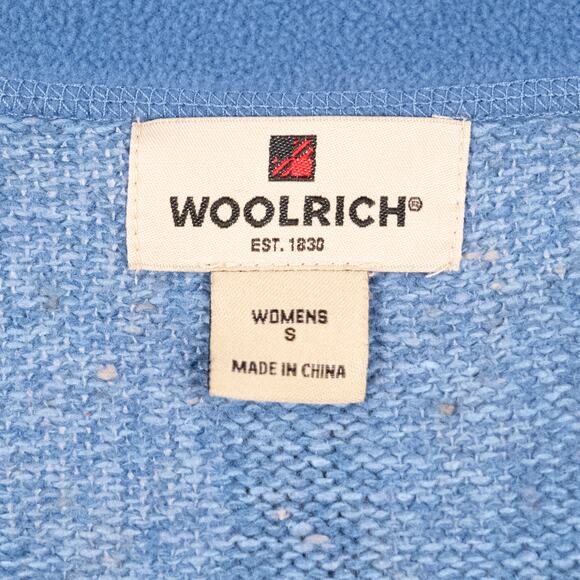 WOOLRICH®
EST. 1830
WOMENS
S
MADE IN CHINA